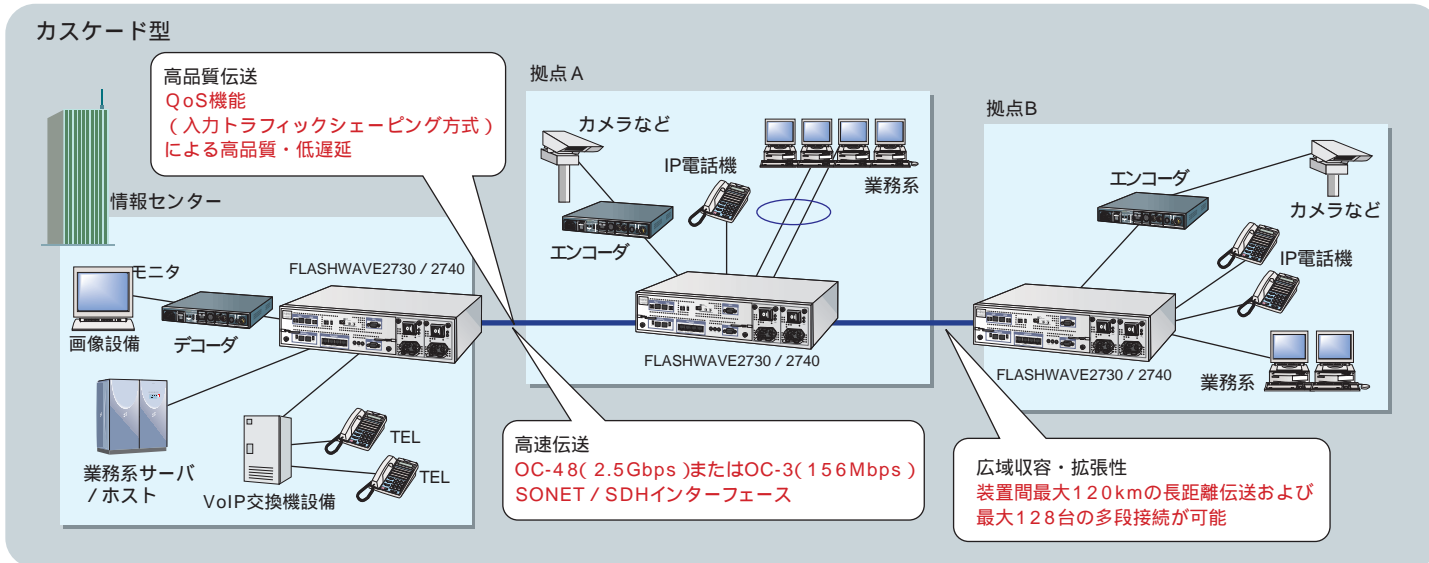 カスケード型
高品質伝送
QoS機能
(入力トラフィックシェーピング方式)
による高品質・低遅延
情報センター
モニタ
画像設備
デコーダ
FLASHWAVE2730 / 2740
業務系サーバ
/ ホスト
VoIP交換機設備
TEL
TEL
拠点A
カメラなど
IP電話機
業務系
エンコーダ
FLASHWAVE2730 / 2740
高速伝送
OC-48(2.5Gbps)またはOC-3(156Mbps)
SONET / SDHインターフェース
拠点B
エンコーダ
カメラなど
IP電話機
FLASHWAVE2730 / 2740
業務系
広域収容・拡張性
装置間最大120kmの長距離伝送および
最大128台の多段接続が可能